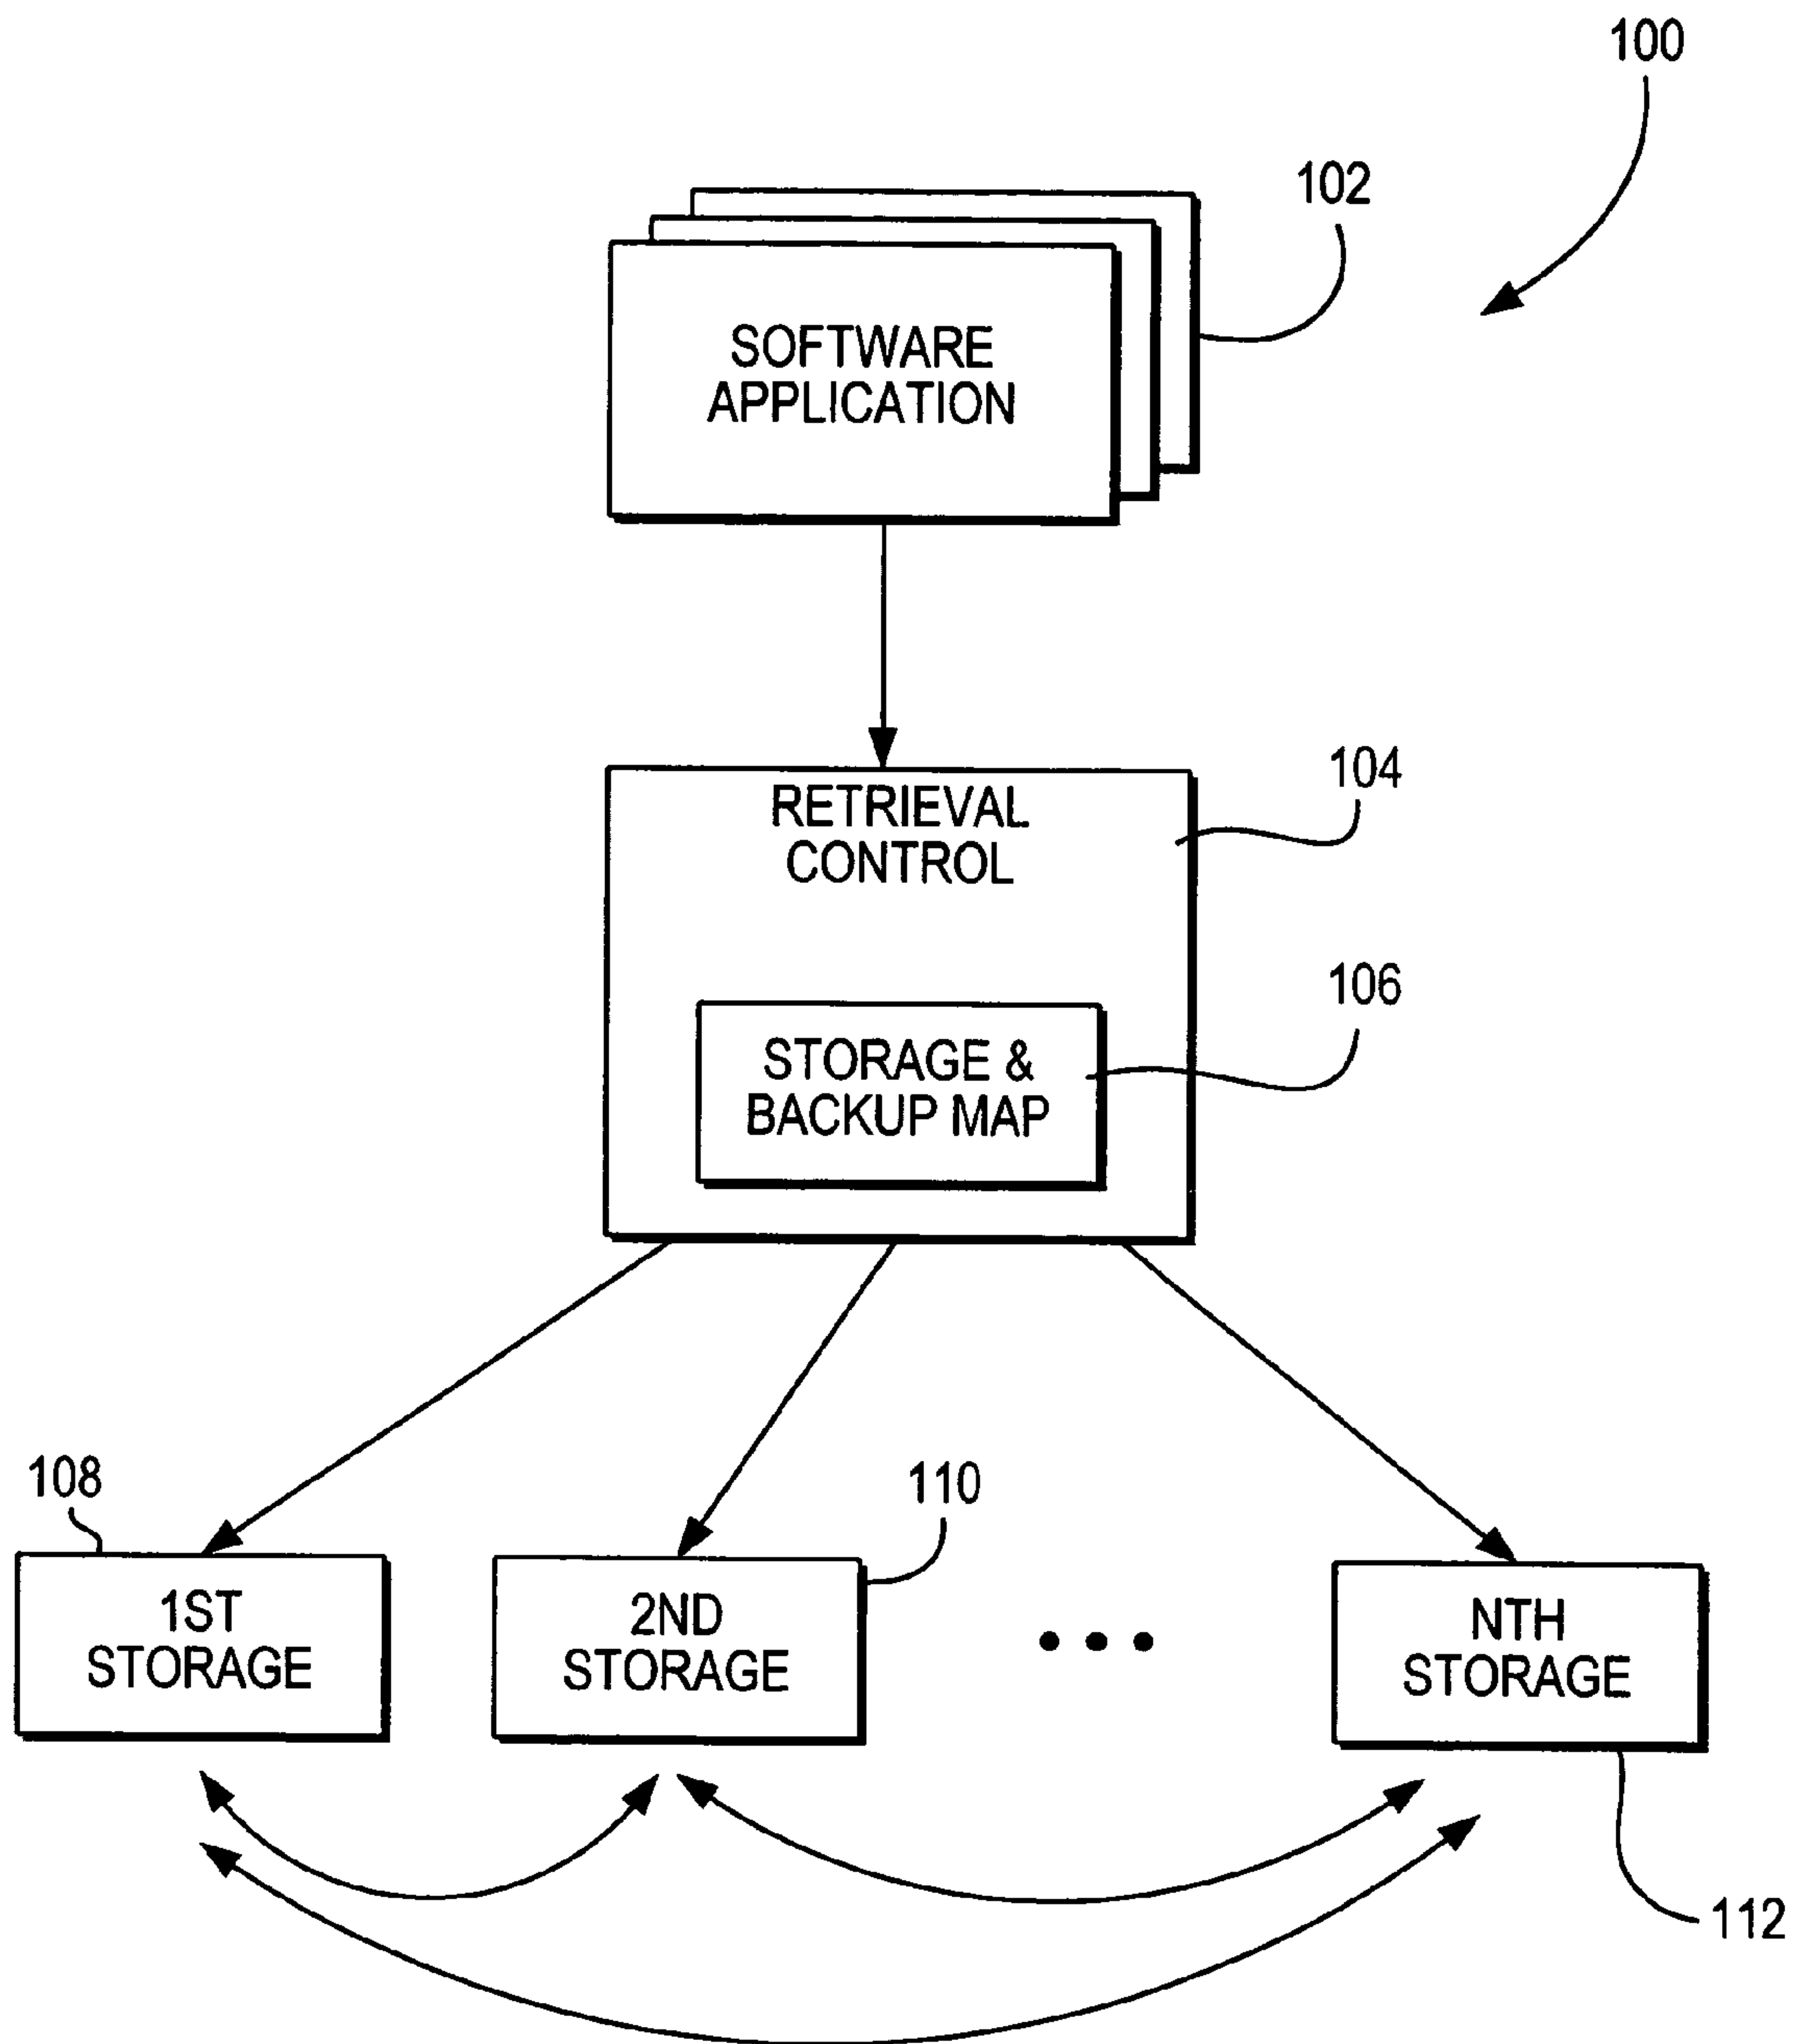 100
102
SOFTWARE
APPLICATION
104
RETRIEVAL
CONTROL
106
STORAGE &
BACKUP MAP
108
110
1ST
STORAGE
2ND
STORAGE
NTH
STORAGE
112